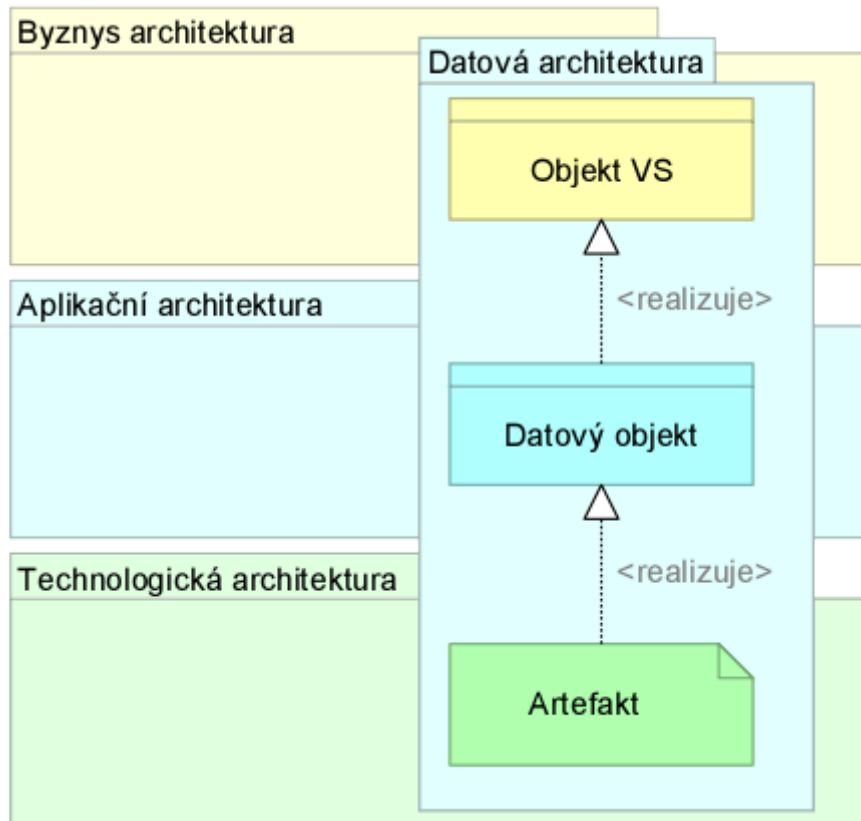 Byznys architektura
Datová architektura
Objekt VS
<realizuje>
Aplikační architektura
Datový objekt
<realizuje>
Technologická architektura
Artefakt